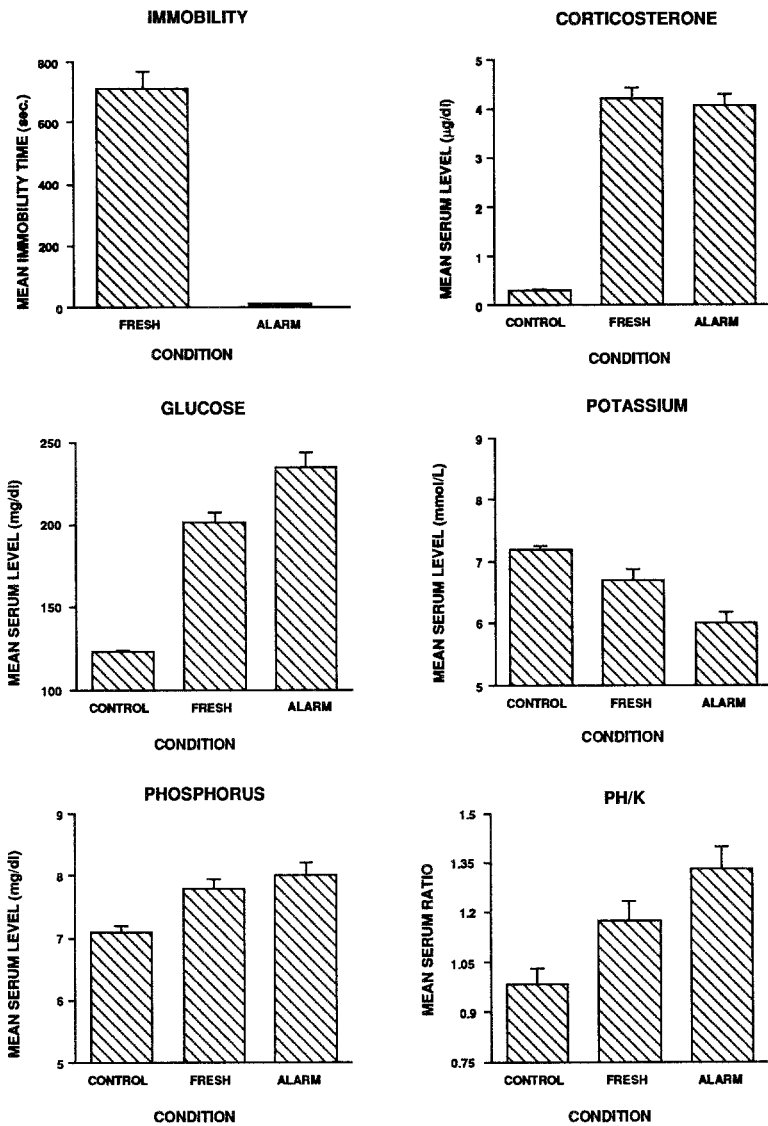 IMMOBILITY
800
600
400
200
0
MEAN IMMOBILITY TIME (sec.)
FRESH ALARM
CONDITION
CORTICOSTERONE
5
4
3
2
1
0
MEAN SERUM LEVEL (µg/dl)
CONTROL FRESH ALARM
CONDITION
GLUCOSE
250
200
150
100
MEAN SERUM LEVEL (mg/dl)
CONTROL FRESH ALARM
CONDITION
POTASSIUM
9
8
7
6
5
MEAN SERUM LEVEL (mmol/L)
CONTROL FRESH ALARM
CONDITION
PHOSPHORUS
9
8
7
6
5
MEAN SERUM LEVEL (mg/dl)
CONTROL FRESH ALARM
CONDITION
PH/K
1.5
1.35
1.2
1.05
0.9
0.75
MEAN SERUM RATIO
CONTROL FRESH ALARM
CONDITION